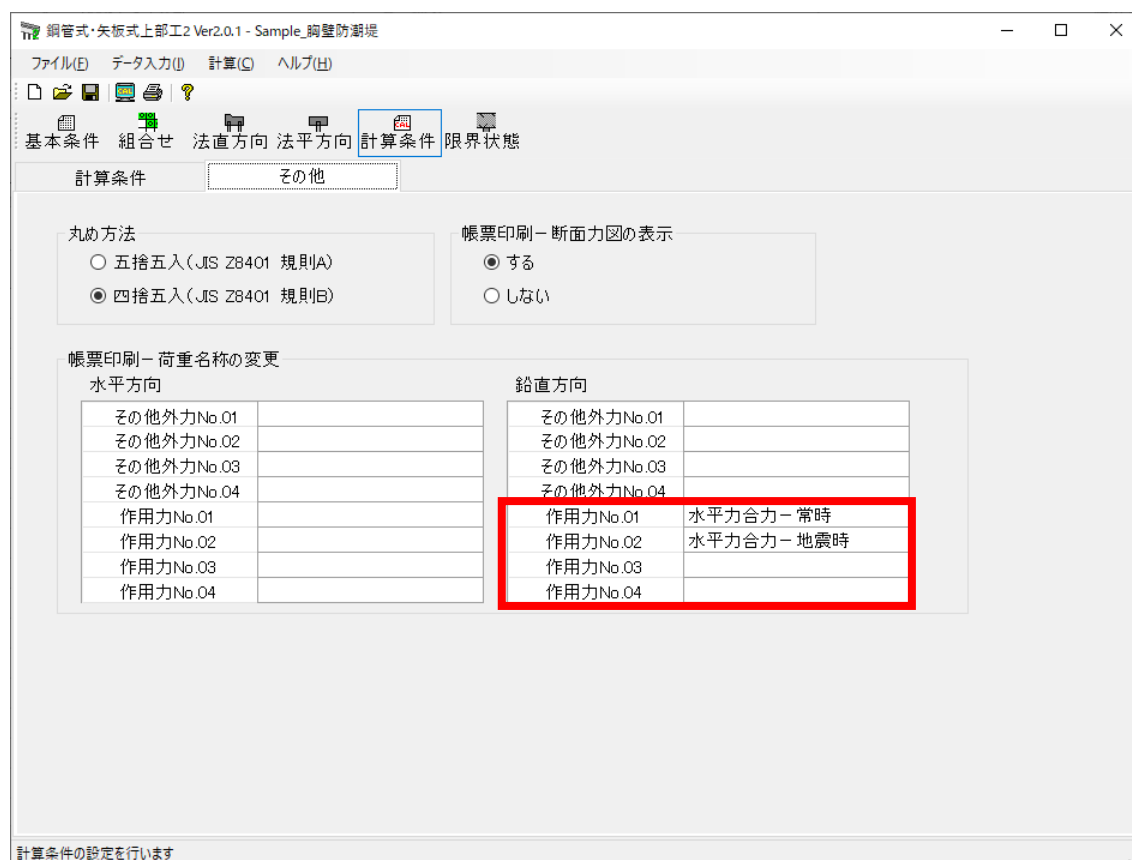 鋼管式・矢板式上部工2 Ver2.0.1 - Sample_胸壁防潮堤
ファイル(F) データ入力(I) 計算(C) ヘルプ(H)
基本条件 組合せ 法直方向 法平方向 計算条件 限界状態
計算条件 その他
丸め方法
五捨五入(JIS Z8401 規則A)
四捨五入(JIS Z8401 規則B)
帳票印刷－断面力図の表示
する
しない
帳票印刷－荷重名称の変更
水平方向
その他外力No.01
その他外力No.02
その他外力No.03
その他外力No.04
作用力No.01
作用力No.02
作用力No.03
作用力No.04
鉛直方向
その他外力No.01
その他外力No.02
その他外力No.03
その他外力No.04
作用力No.01 水平力合力－常時
作用力No.02 水平力合力－地震時
作用力No.03
作用力No.04
計算条件の設定を行います